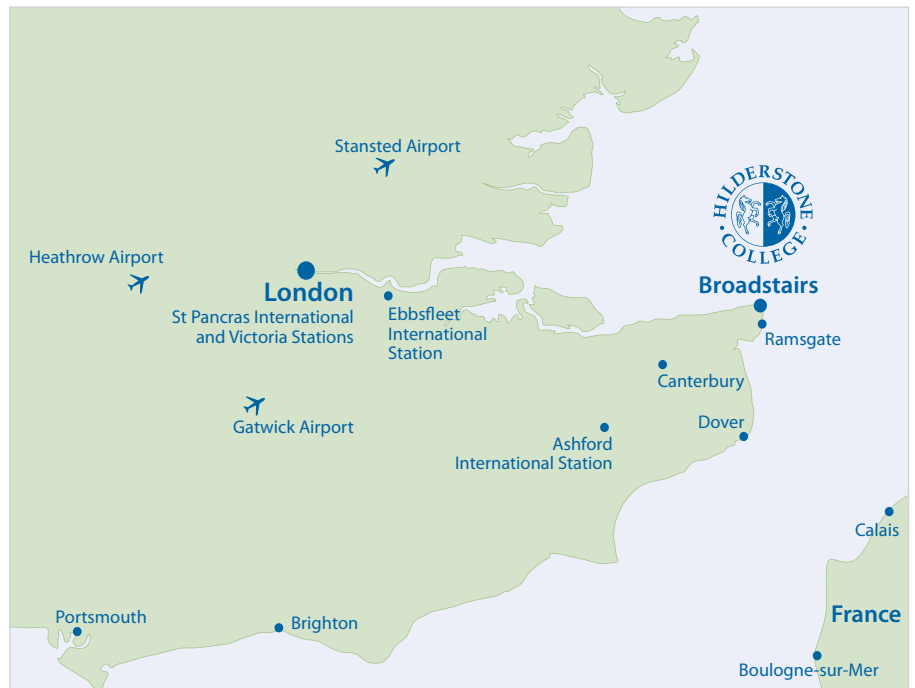 Stansted Airport
HILDERSTONE
COLLEGE
Heathrow Airport
London
St Pancras International
and Victoria Stations
Ebbsfleet
International
Station
Broadstairs
Ramsgate
Canterbury
Gatwick Airport
Dover
Ashford
International Station
Calais
Portsmouth
Brighton
France
Boulogne-sur-Mer